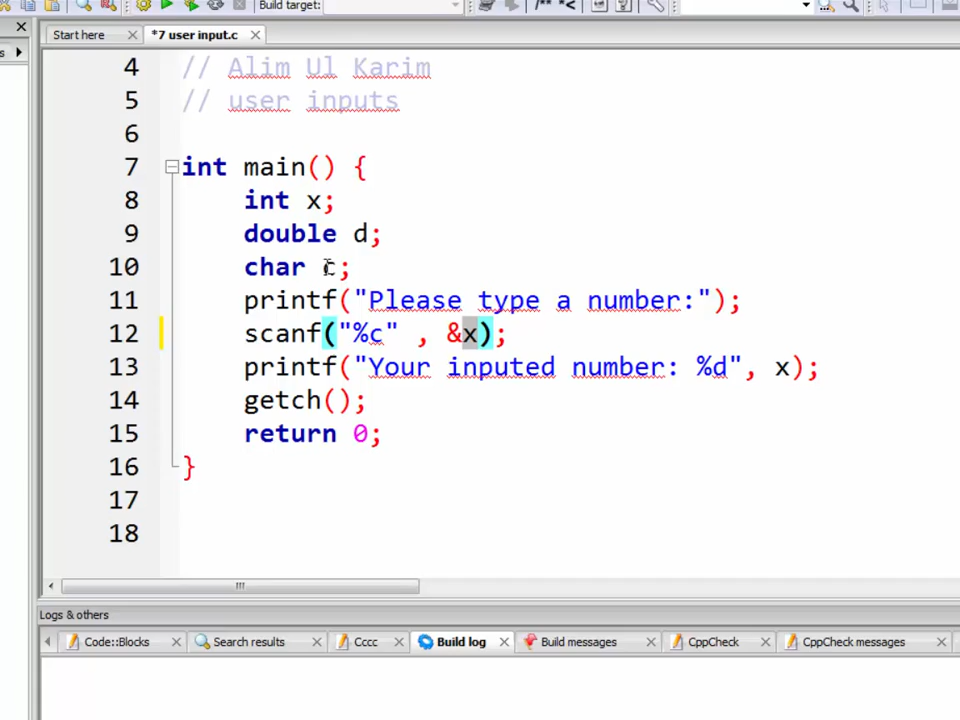 Build target:
/** *<
Start here
*7 user input.c
s
4 // Alim Ul Karim
5 // user inputs
6
7 int main() {
8 int x;
9 double d;
10 char c;
11 printf("Please type a number:");
12 scanf("%c" , &x);
13 printf("Your inputed number: %d", x);
14 getch();
15 return 0;
16 }
17
18
Logs & others
Code::Blocks Search results Cccc Build log Build messages CppCheck CppCheck messages